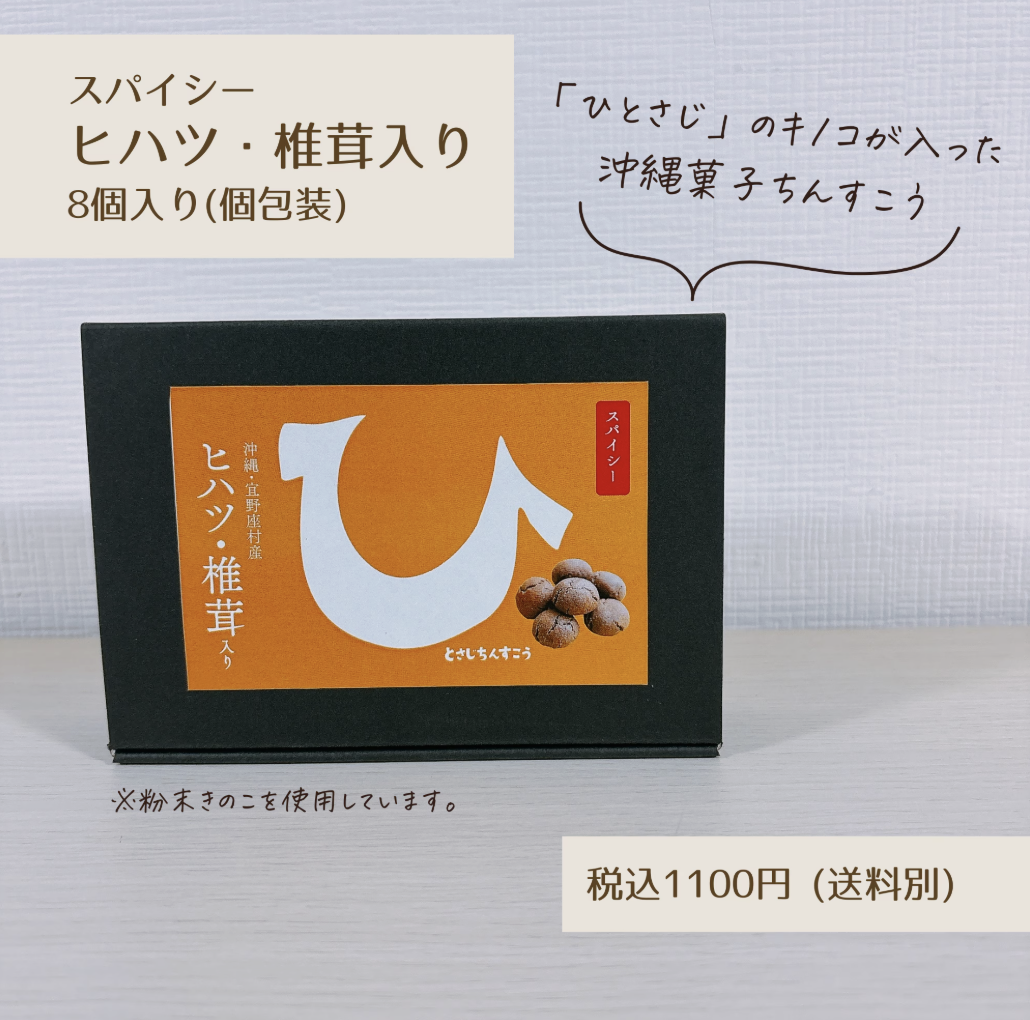 スパイシー
ヒハツ・椎茸入り
8個入り(個包装)
「ひとさじ」のキノコが入った
沖縄菓子ちんすこう
スパイシー
沖縄・宜野座村産
ヒハツ・椎茸入り
ひ
とさじちんすこう
※粉末きのこを使用しています。
税込1100円 (送料別)